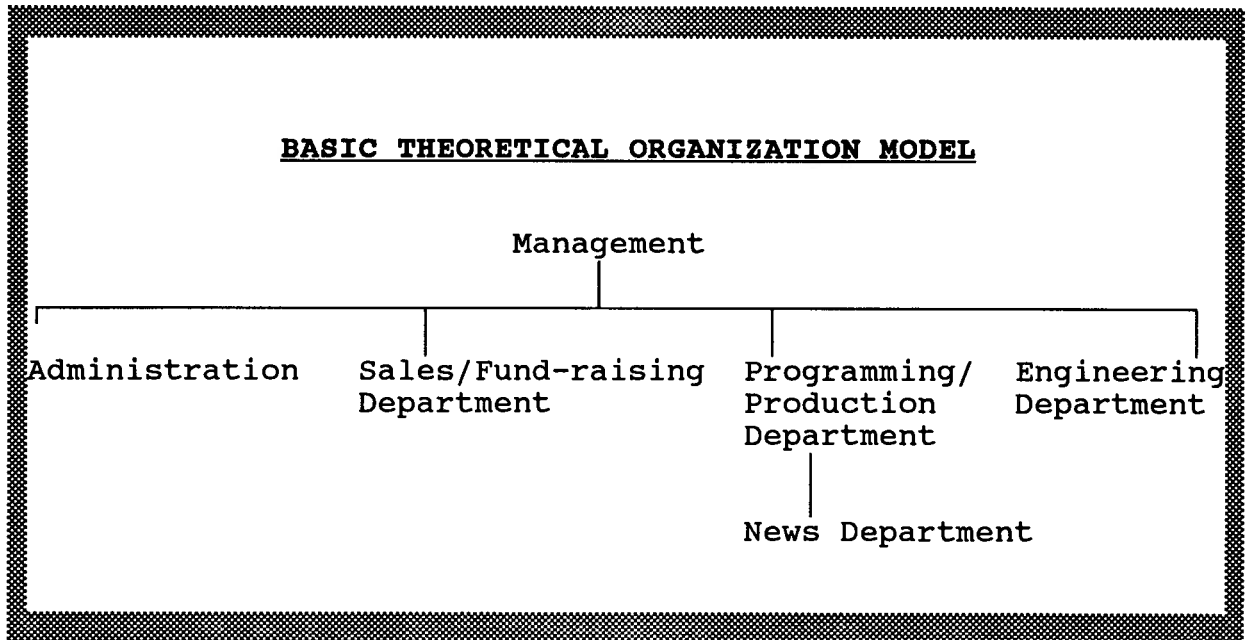 BASIC THEORETICAL ORGANIZATION MODEL
Management
Administration
Sales/Fund-raising
Department
Programming/
Production
Department
Engineering
Department
News Department